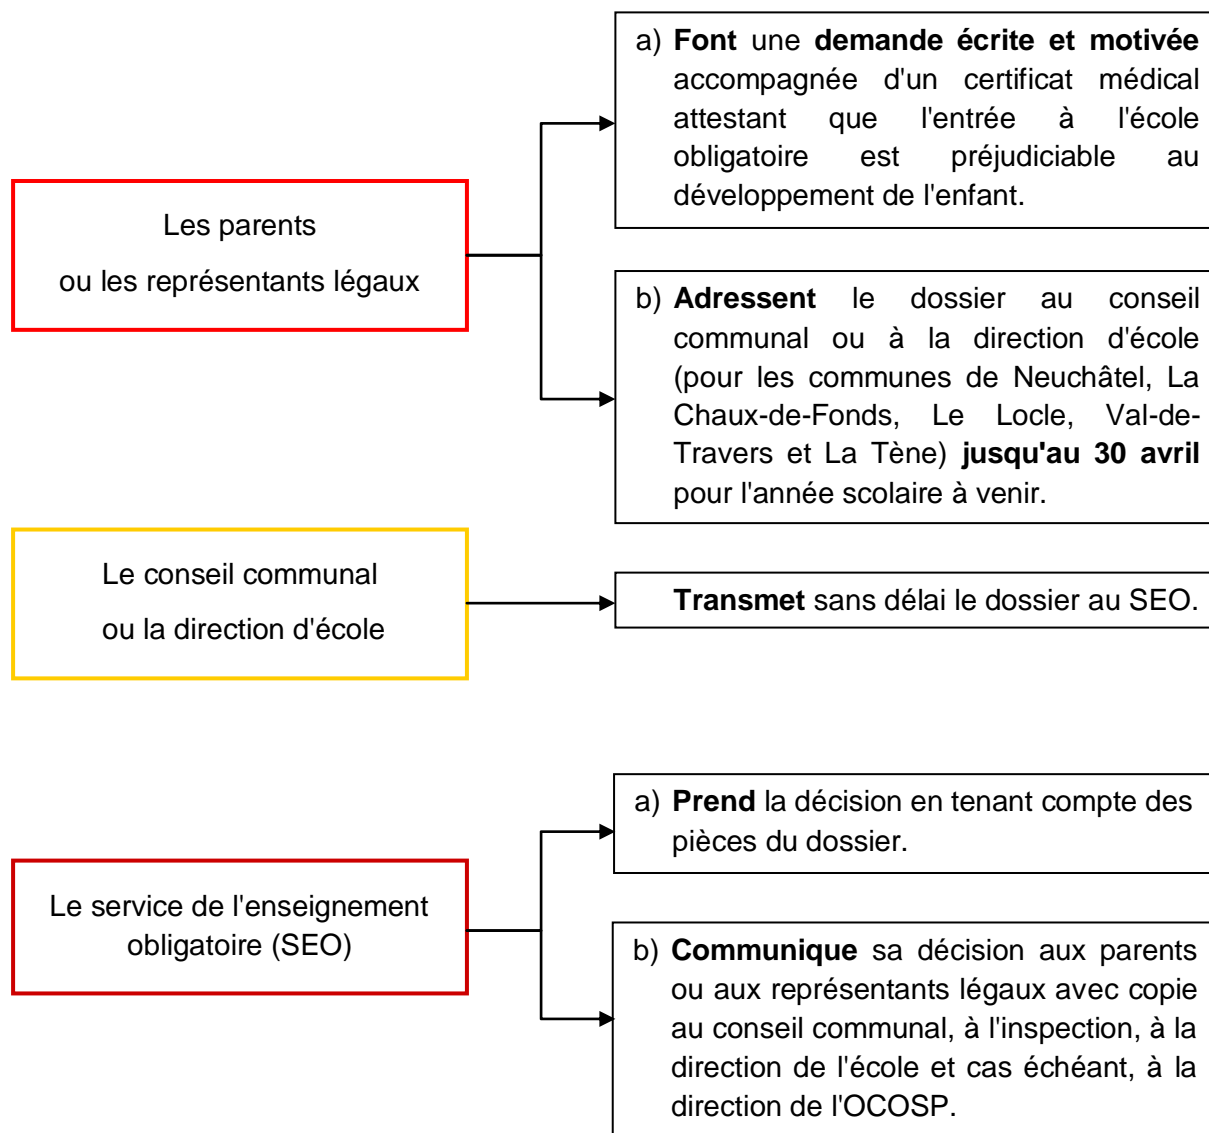 Les parents
ou les représentants légaux
a) Font une demande écrite et motivée
accompagnée d'un certificat médical
attestant que l'entrée à l'école
obligatoire est préjudiciable au
développement de l'enfant.
b) Adressent le dossier au conseil
communal ou à la direction d'école
(pour les communes de Neuchâtel, La
Chaux-de-Fonds, Le Locle, Val-de-
Travers et La Tène) jusqu'au 30 avril
pour l'année scolaire à venir.
Le conseil communal
ou la direction d'école
Transmet sans délai le dossier au SEO.
Le service de l'enseignement
obligatoire (SEO)
a) Prend la décision en tenant compte des
pièces du dossier.
b) Communique sa décision aux parents
ou aux représentants légaux avec copie
au conseil communal, à l'inspection, à la
direction de l'école et cas échéant, à la
direction de l'OCOSP.